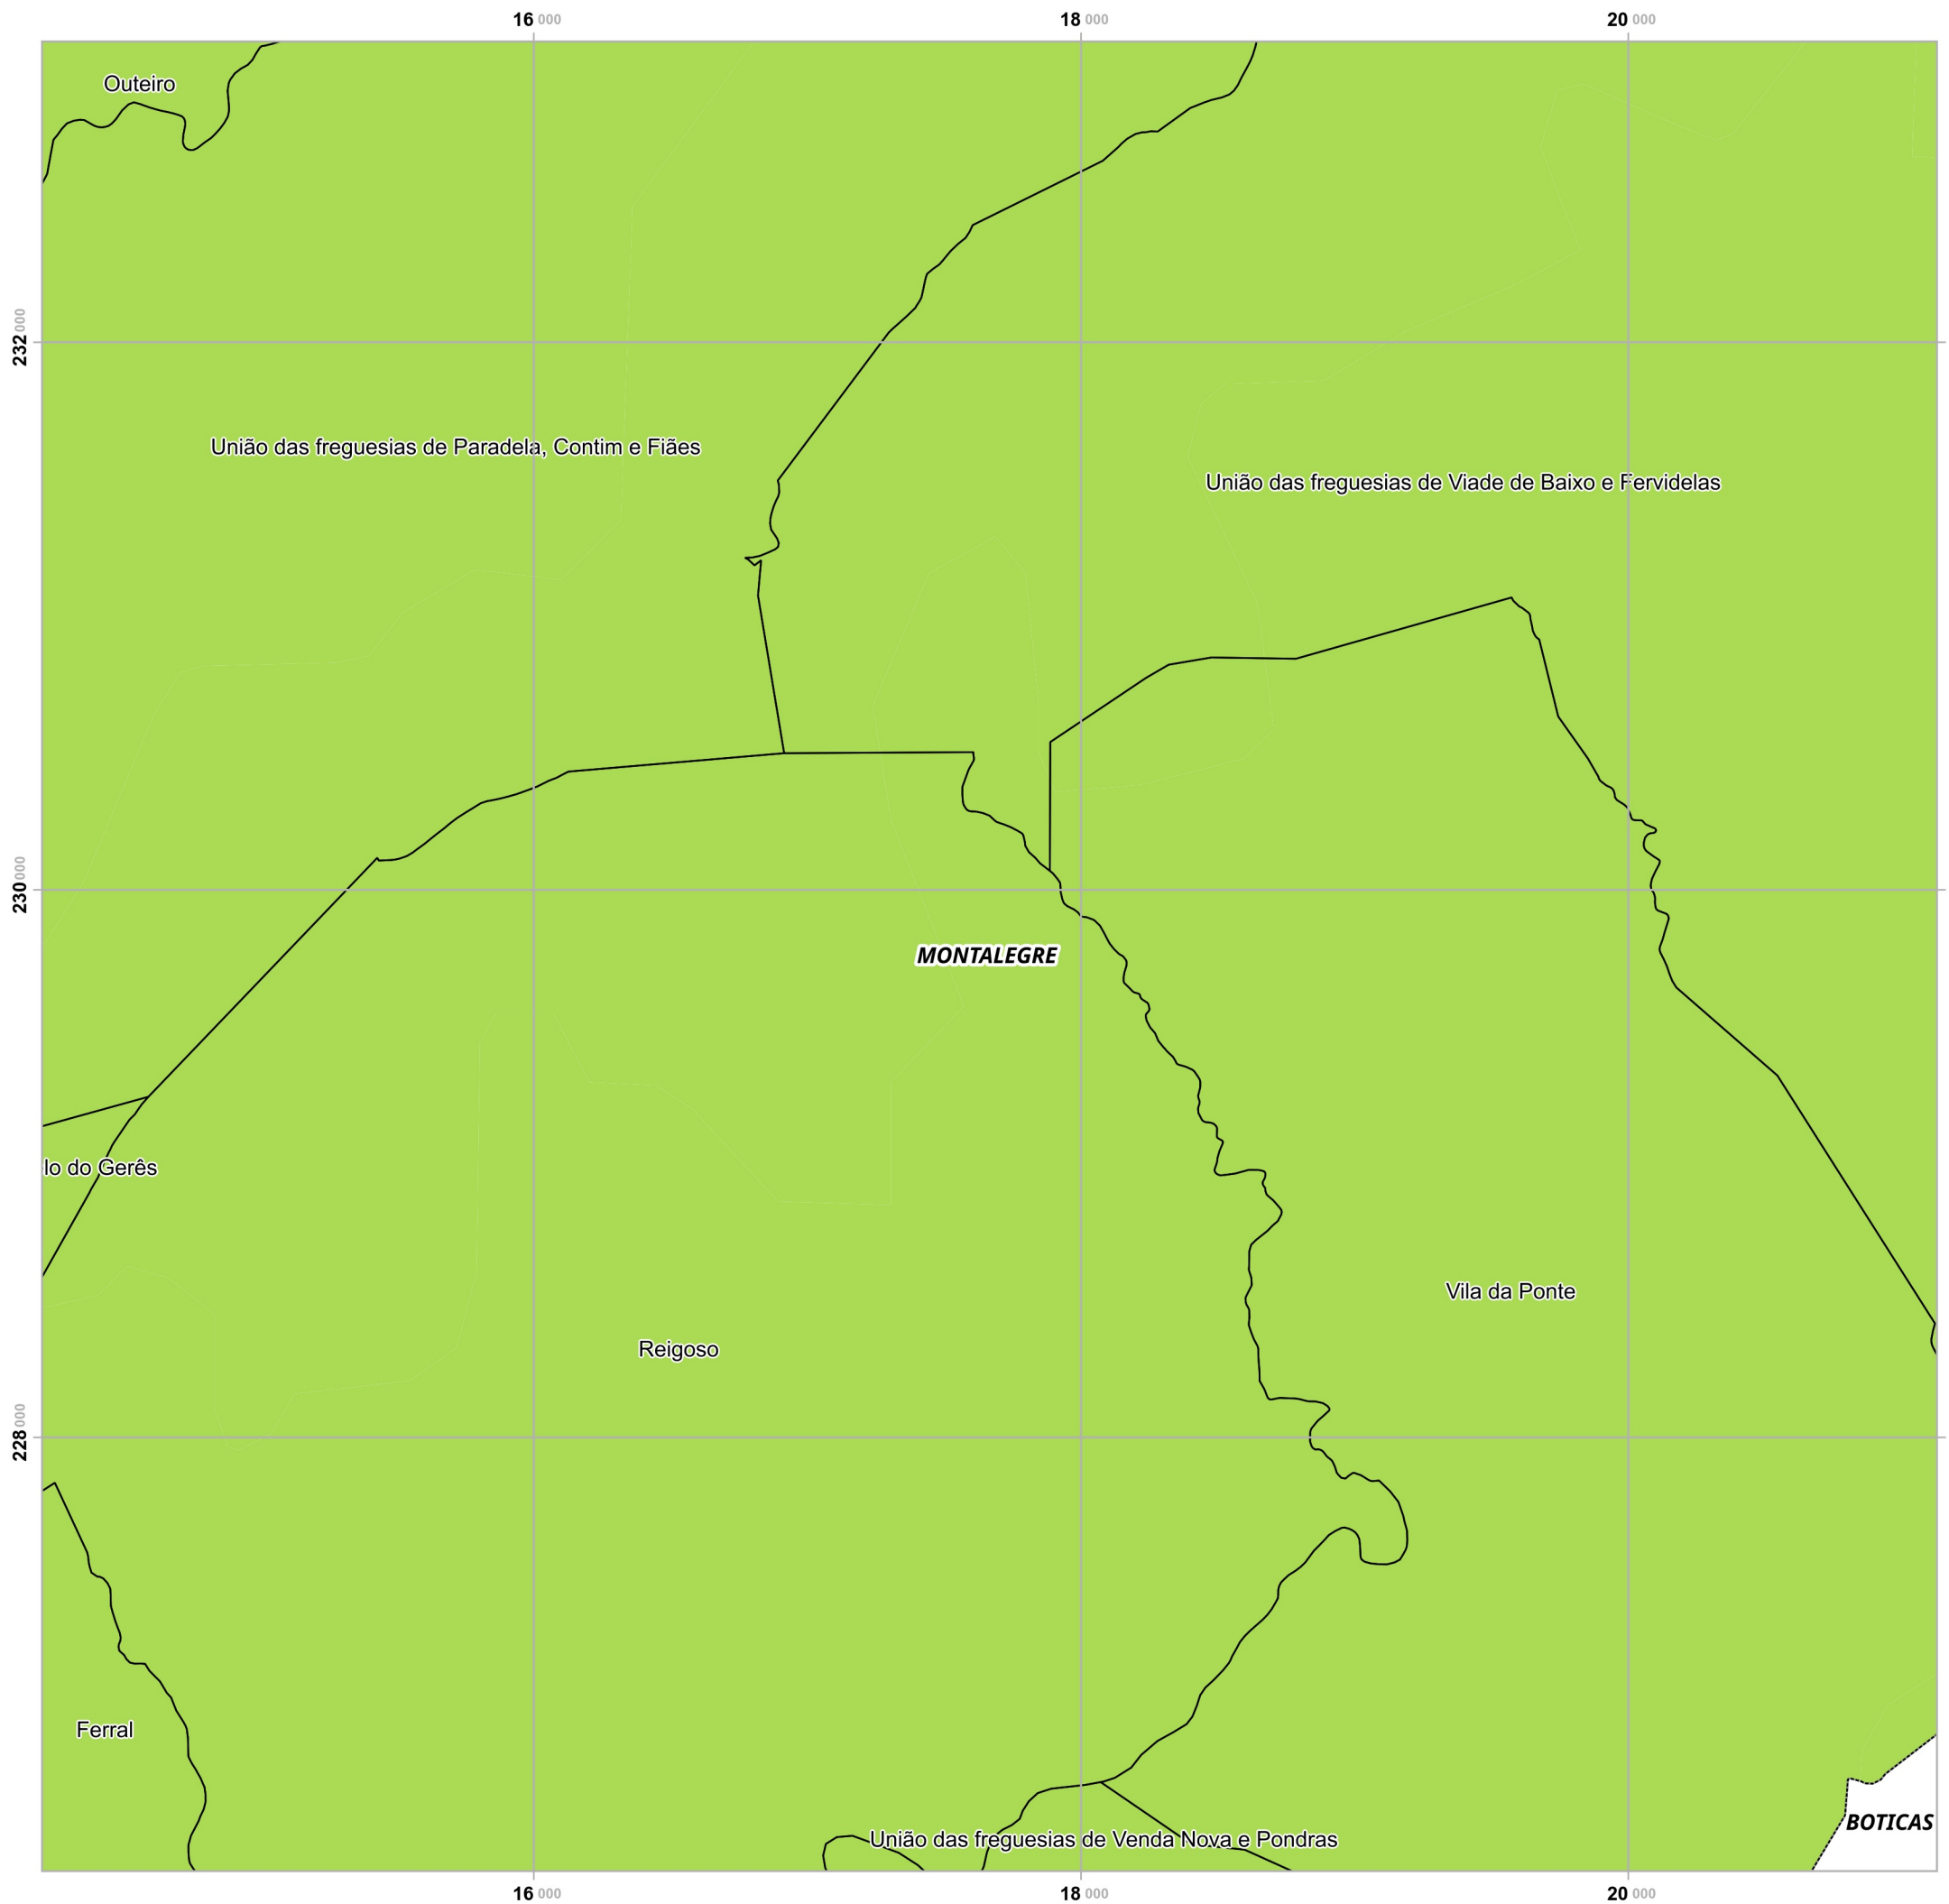 16 000
18 000
20 000
Outeiro
232 000
União das freguesias de Paradela, Contim e Fiães
União das freguesias de Viade de Baixo e Fervidelas
230 000
MONTALEGRE
lo do Gerês
Vila da Ponte
Reigoso
228 000
Ferral
BOTICAS
União das freguesias de Venda Nova e Pondras
16 000
18 000
20 000